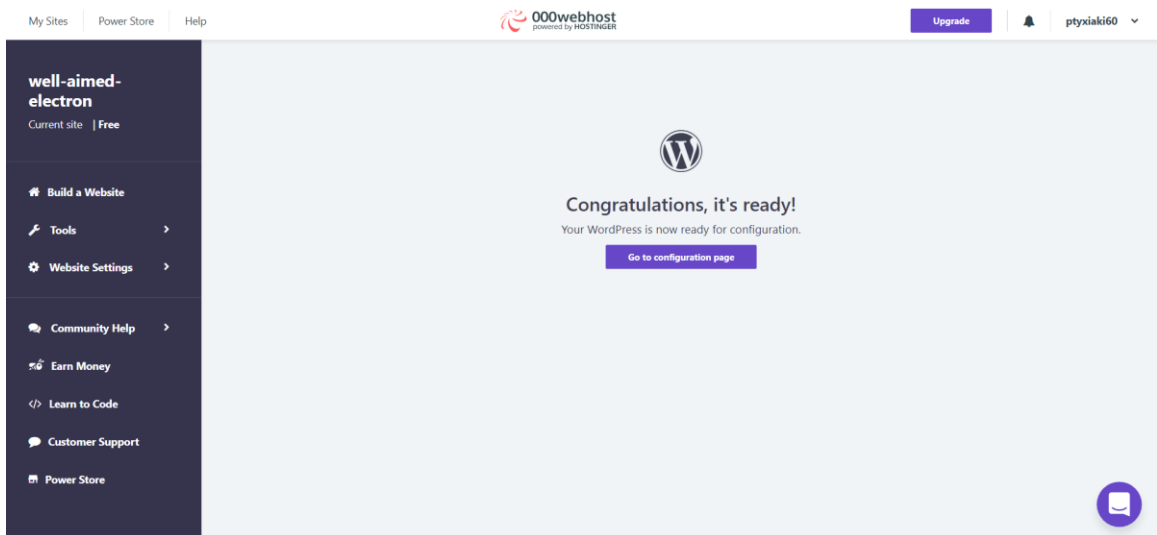 My Sites
Power Store
Help
000webhost
powered by HOSTINGER
Upgrade
ptyxiaki60
well-aimed-
electron
Current site | Free
Build a Website
Tools
Website Settings
Community Help
Earn Money
</> Learn to Code
Customer Support
Power Store
Congratulations, it's ready!
Your WordPress is now ready for configuration.
Go to configuration page